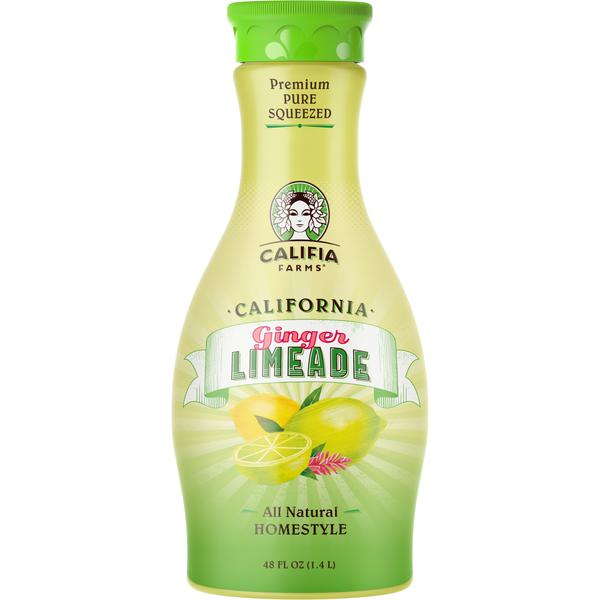 Premium
PURE
SQUEEZED
CALIFIA
FARMS®
·CALIFORNIA·
Ginger
LIMEADE
All Natural
HOMESTYLE
48 FL OZ (1.4 L)